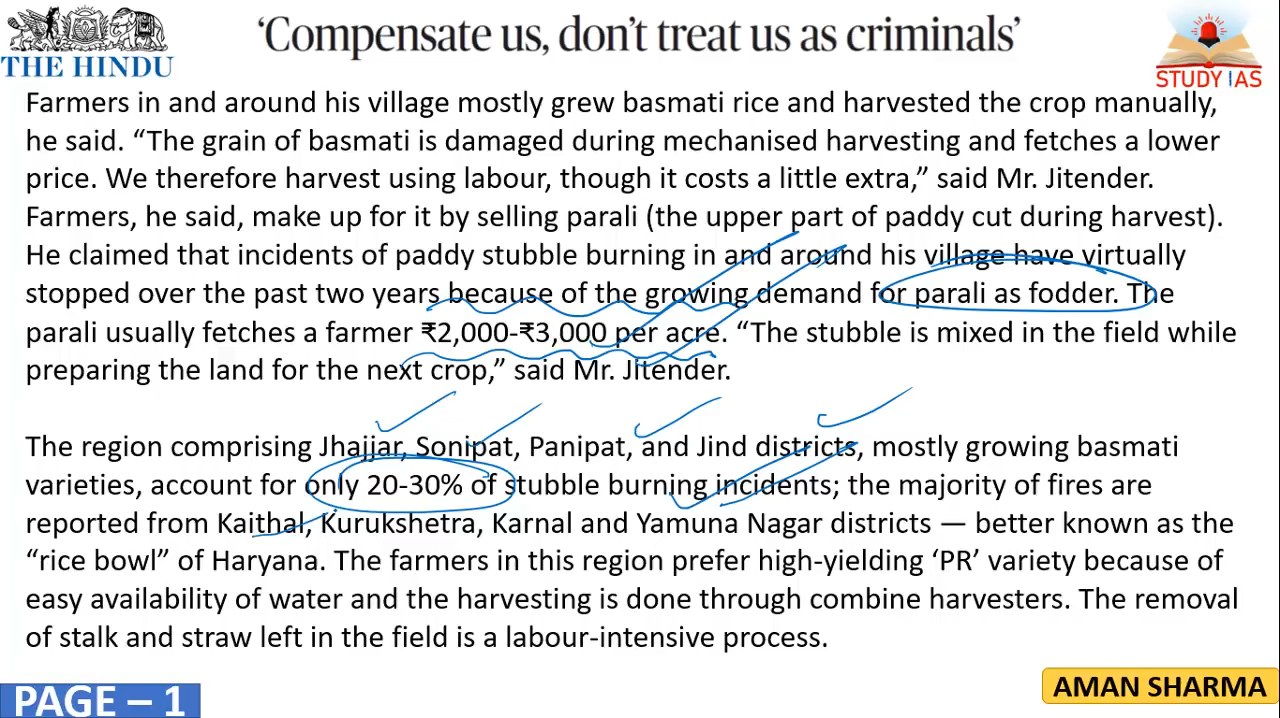 'Compensate us, don't treat us as criminals'
THE HINDU
STUDY IAS
Farmers in and around his village mostly grew basmati rice and harvested the crop manually,
he said. “The grain of basmati is damaged during mechanised harvesting and fetches a lower
price. We therefore harvest using labour, though it costs a little extra,” said Mr. Jitender.
Farmers, he said, make up for it by selling parali (the upper part of paddy cut during harvest).
He claimed that incidents of paddy stubble burning in and around his village have virtually
stopped over the past two years because of the growing demand for parali as fodder. The
parali usually fetches a farmer ₹2,000-₹3,000 per acre. “The stubble is mixed in the field while
preparing the land for the next crop,” said Mr. Jitender.
The region comprising Jhajjar, Sonipat, Panipat, and Jind districts, mostly growing basmati
varieties, account for only 20-30% of stubble burning incidents; the majority of fires are
reported from Kaithal, Kurukshetra, Karnal and Yamuna Nagar districts — better known as the
“rice bowl” of Haryana. The farmers in this region prefer high-yielding ‘PR’ variety because of
easy availability of water and the harvesting is done through combine harvesters. The removal
of stalk and straw left in the field is a labour-intensive process.
PAGE – 1
AMAN SHARMA